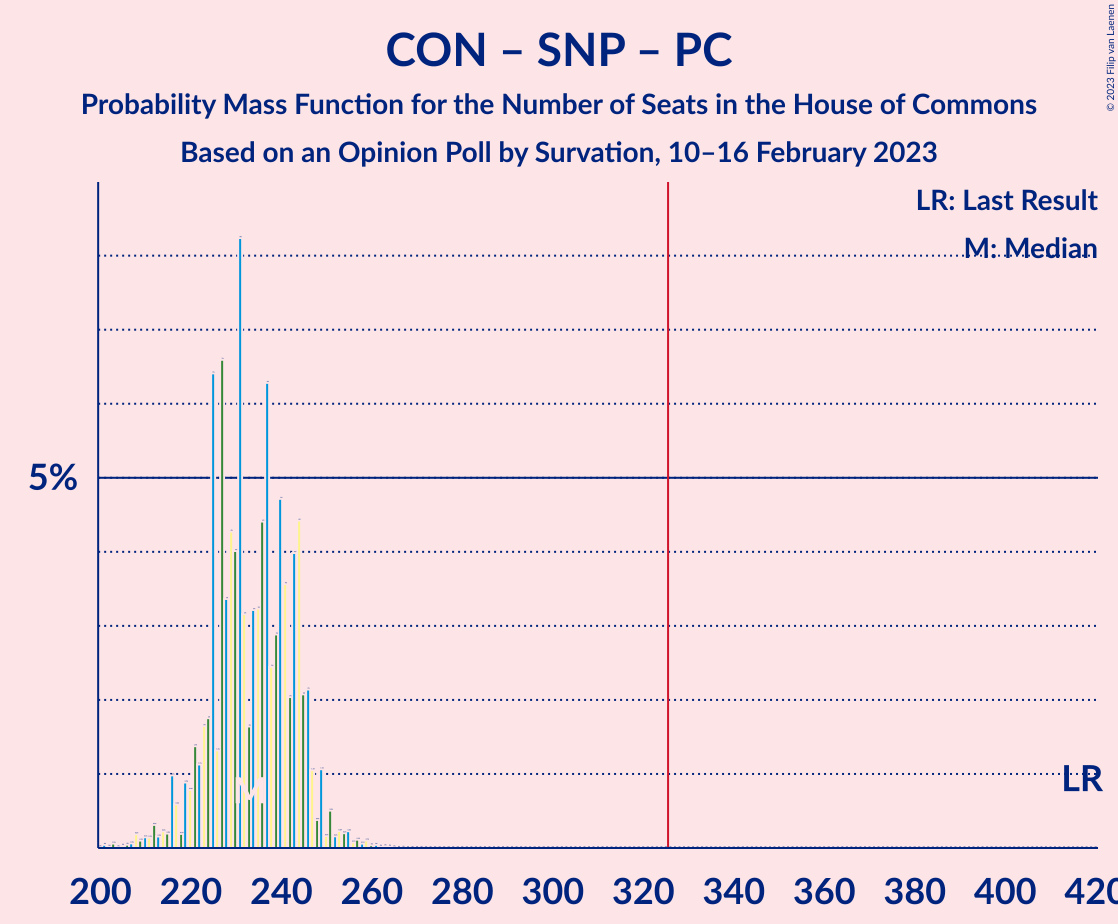 CON – SNP – PC
Probability Mass Function for the Number of Seats in the House of Commons
Based on an Opinion Poll by Survation, 10–16 February 2023
© 2023 Filip van Laenen
LR: Last Result
M: Median
5%
M
LR
200 220 240 260 280 300 320 340 360 380 400 420